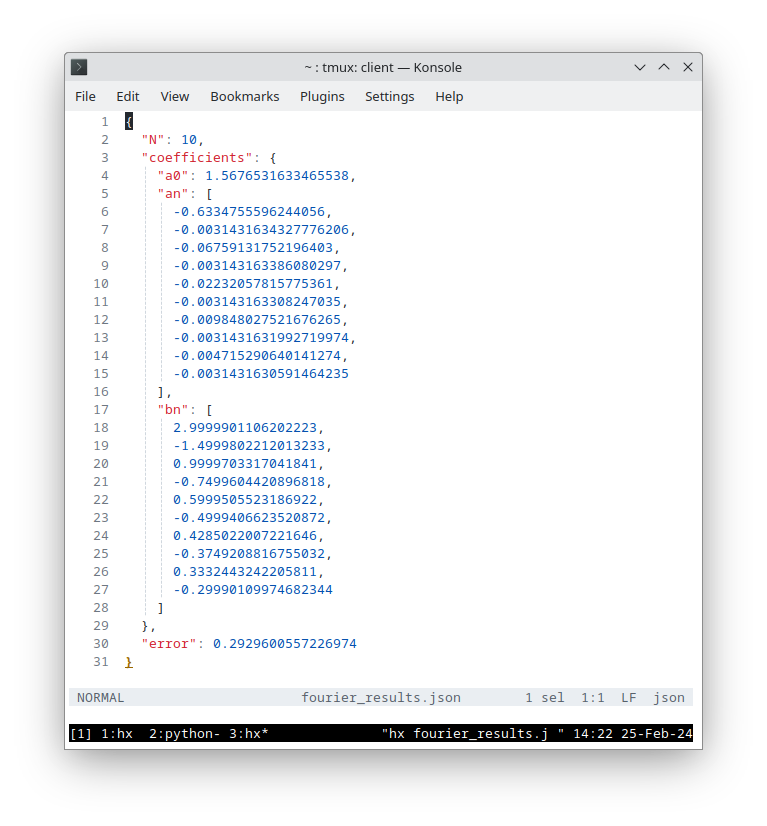 ~ : tmux: client — Konsole
File Edit View Bookmarks Plugins Settings Help
1 {
2   "N": 10,
3   "coefficients": {
4     "a0": 1.5676531633465538,
5     "an": [
6       -0.6334755596244056,
7       -0.0031431634327776206,
8       -0.06759131752196403,
9       -0.003143163386080297,
10       -0.02232057815775361,
11       -0.003143163308247035,
12       -0.009848027521676265,
13       -0.0031431631992719974,
14       -0.004715290640141274,
15       -0.0031431630591464235
16     ],
17     "bn": [
18       2.9999901106202223,
19       -1.4999802212013233,
20       0.9999703317041841,
21       -0.7499604420896818,
22       0.5999505523186922,
23       -0.4999406623520872,
24       0.4285022007221646,
25       -0.3749208816755032,
26       0.3332443242205811,
27       -0.29990109974682344
28     ]
29   },
30   "error": 0.2929600557226974
31 }
NORMAL fourier_results.json 1 sel 1:1 LF json
[1] 1:hx  2:python- 3:hx* "hx fourier_results.j " 14:22 25-Feb-24